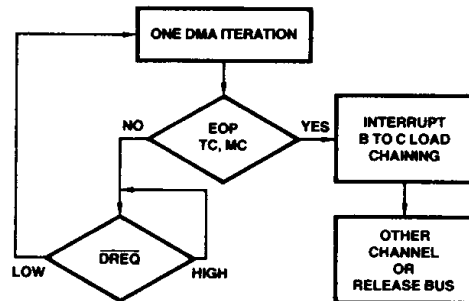 ONE DMA ITERATION
NO
EOP
TC, MC
YES
INTERRUPT
B TO C LOAD
CHAINING
DREQ
LOW
HIGH
OTHER
CHANNEL
OR
RELEASE BUS